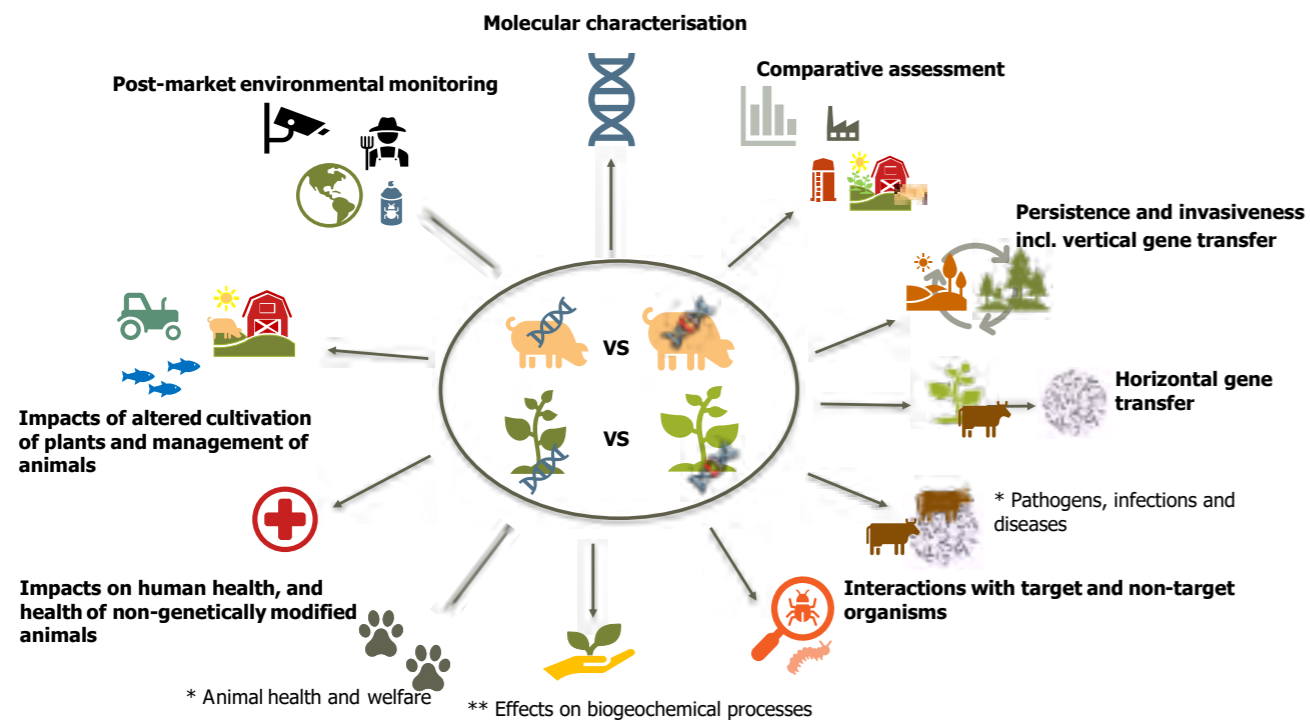 Molecular characterisation
Post-market environmental monitoring
Comparative assessment
Persistence and invasiveness
incl. vertical gene transfer
VS
Horizontal gene
transfer
Impacts of altered cultivation
of plants and management of
animals
VS
* Pathogens, infections and
diseases
Impacts on human health, and
health of non-genetically modified
animals
Interactions with target and non-target
organisms
* Animal health and welfare
** Effects on biogeochemical processes